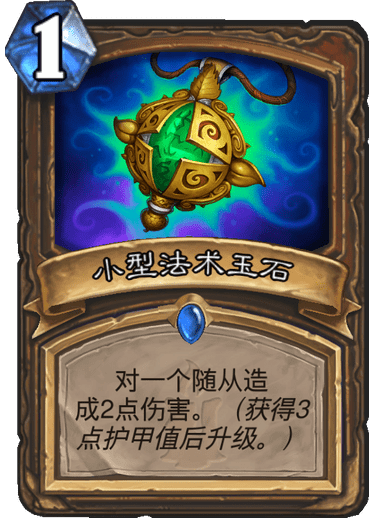 1
小型法术玉石
对一个随从造
成2点伤害。（获得3
点护甲值后升级。）